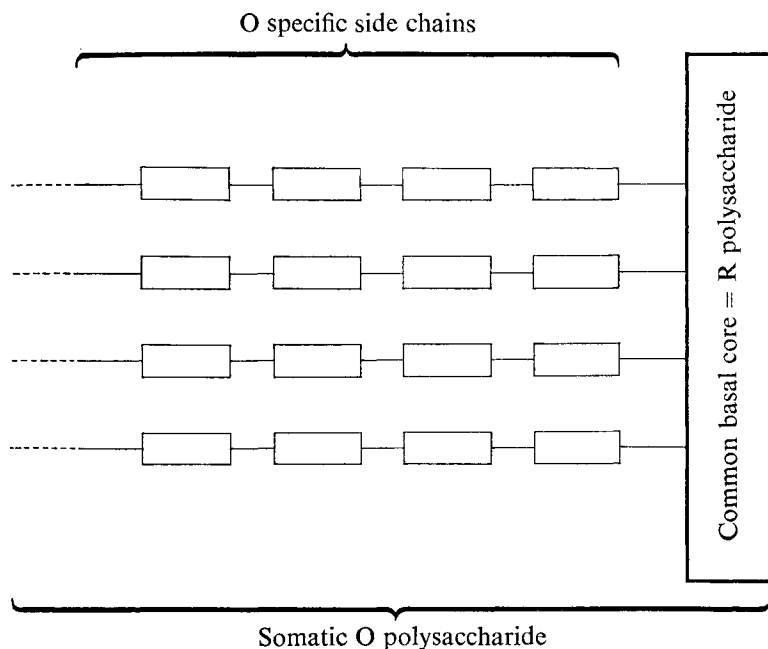 O specific side chains
Common basal core = R polysaccharide
Somatic O polysaccharide